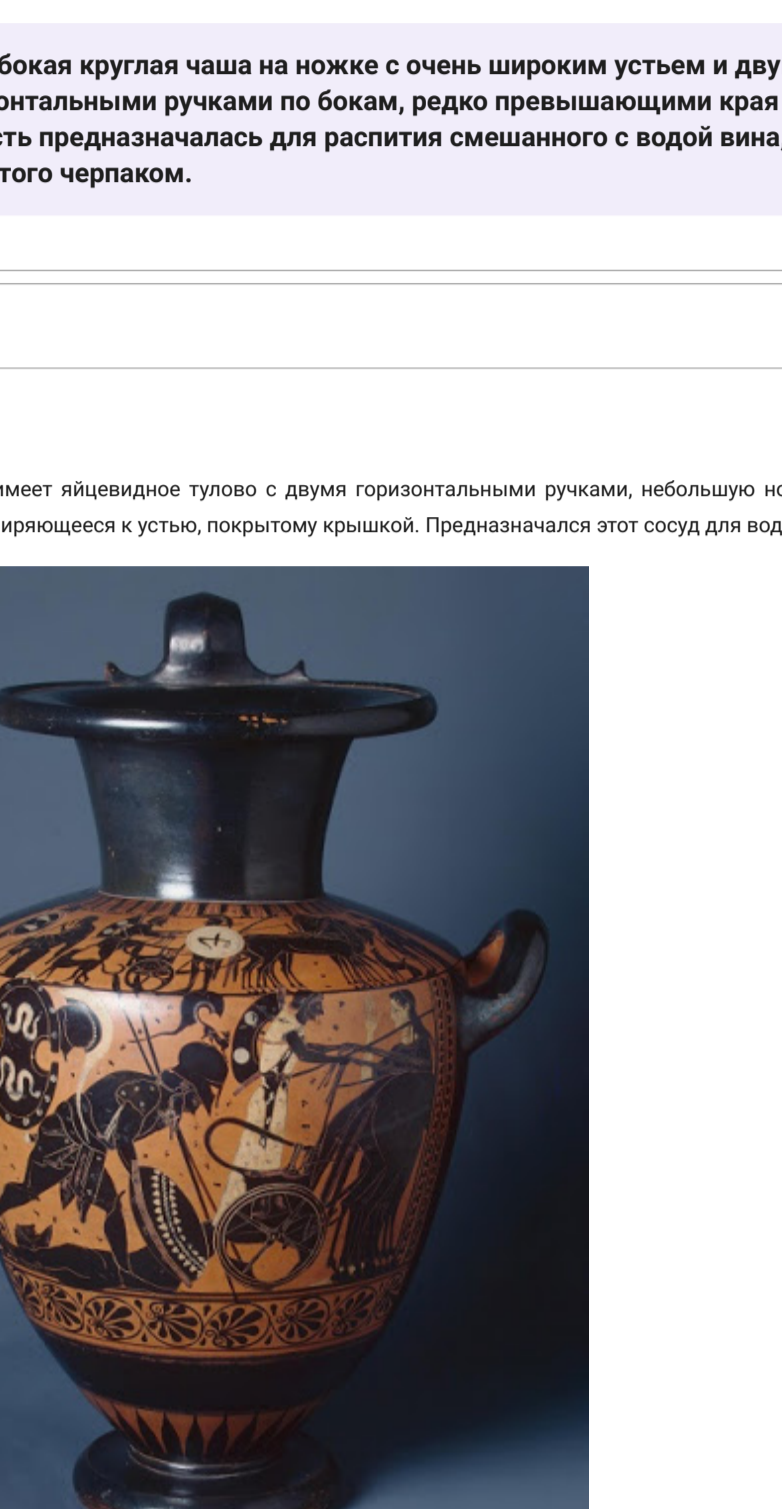 бокая круглая чаша на ножке с очень широким устьем и дву
онтальными ручками по бокам, редко превышающими края
сть предназначалась для распития смешанного с водой вина,
того черпаком.
имеет яйцевидное тулово с двумя горизонтальными ручками, небольшую но
иряющееся к устью, покрытому крышкой. Предназначался этот сосуд для вод